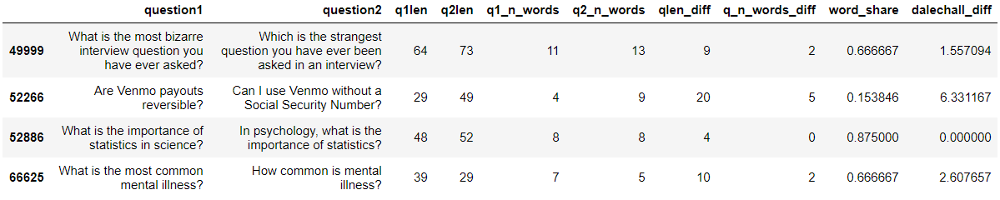 question1 question2 q1len q2len q1_n_words q2_n_words qlen_diff q_n_words_diff word_share dalechall_diff
What is the most bizarre Which is the strangest
49999 interview question you question you have ever been 64 73 11 13 9 2 0.666667 1.557094
have ever asked? asked in an interview?
Are Venmo payouts Can I use Venmo without a
52266 29 49 4 9 20 5 0.153846 6.331167
reversible? Social Security Number?
What is the importance of In psychology, what is the
52886 48 52 8 8 4 0 0.875000 0.000000
statistics in science? importance of statistics?
What is the most common How common is mental
66625 39 29 7 5 10 2 0.666667 2.607657
mental illness? illness?